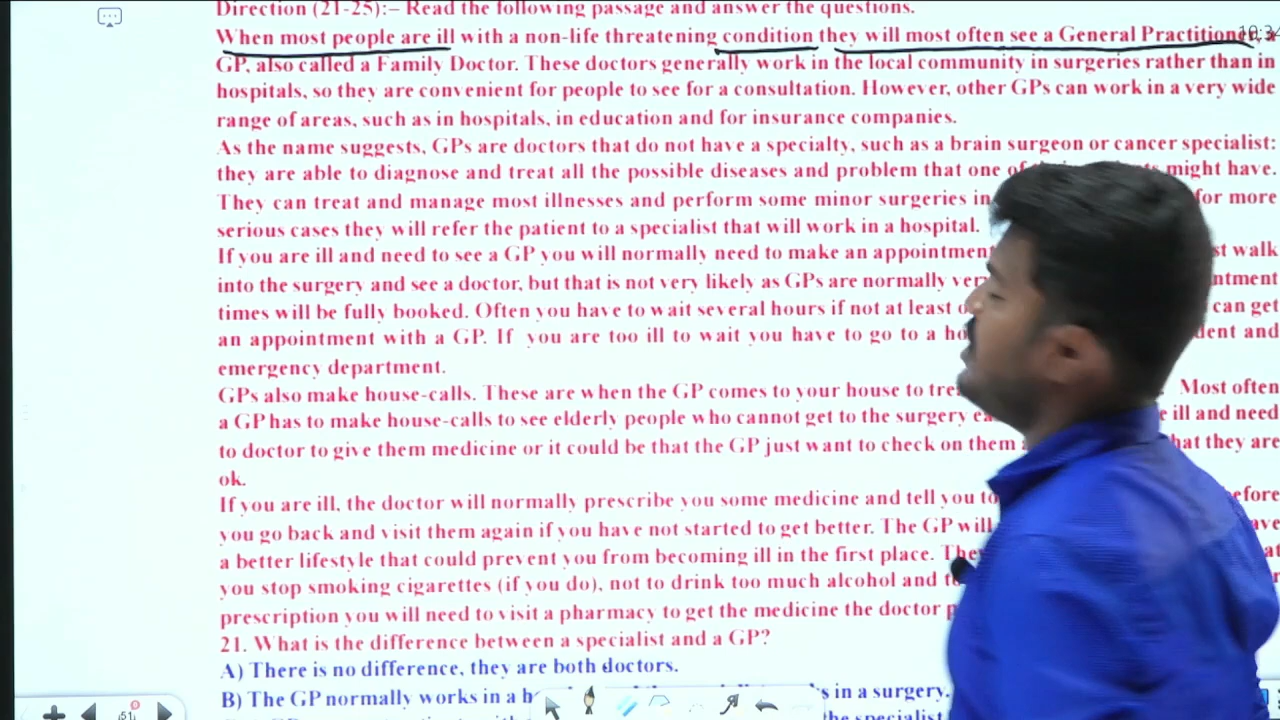 Direction (21-25):– Read the following passage and answer the questions.
When most people are ill with a non-life threatening condition they will most often see a General Practitioner,
GP, also called a Family Doctor. These doctors generally work in the local community in surgeries rather than in
hospitals, so they are convenient for people to see for a consultation. However, other GPs can work in a very wide
range of areas, such as in hospitals, in education and for insurance companies.
As the name suggests, GPs are doctors that do not have a specialty, such as a brain surgeon or cancer specialist:
they are able to diagnose and treat all the possible diseases and problem that one of might have.
They can treat and manage most illnesses and perform some minor surgeries in for more
serious cases they will refer the patient to a specialist that will work in a hospital.
If you are ill and need to see a GP you will normally need to make an appointment walk
into the surgery and see a doctor, but that is not very likely as GPs are normally very
times will be fully booked. Often you have to wait several hours if not at least can get
an appointment with a GP. If you are too ill to wait you have to go to a and
emergency department.
GPs also make house-calls. These are when the GP comes to your house to Most often
a GP has to make house-calls to see elderly people who cannot get to the surgery ill and need
to doctor to give them medicine or it could be that the GP just want to check on them they are
ok.
If you are ill, the doctor will normally prescribe you some medicine and tell you to
you go back and visit them again if you have not started to get better. The GP will
a better lifestyle that could prevent you from becoming ill in the first place.
you stop smoking cigarettes (if you do), not to drink too much alcohol and
prescription you will need to visit a pharmacy to get the medicine the doctor
21. What is the difference between a specialist and a GP?
A) There is no difference, they are both doctors.
B) The GP normally works in a in a surgery.
the specialist
51